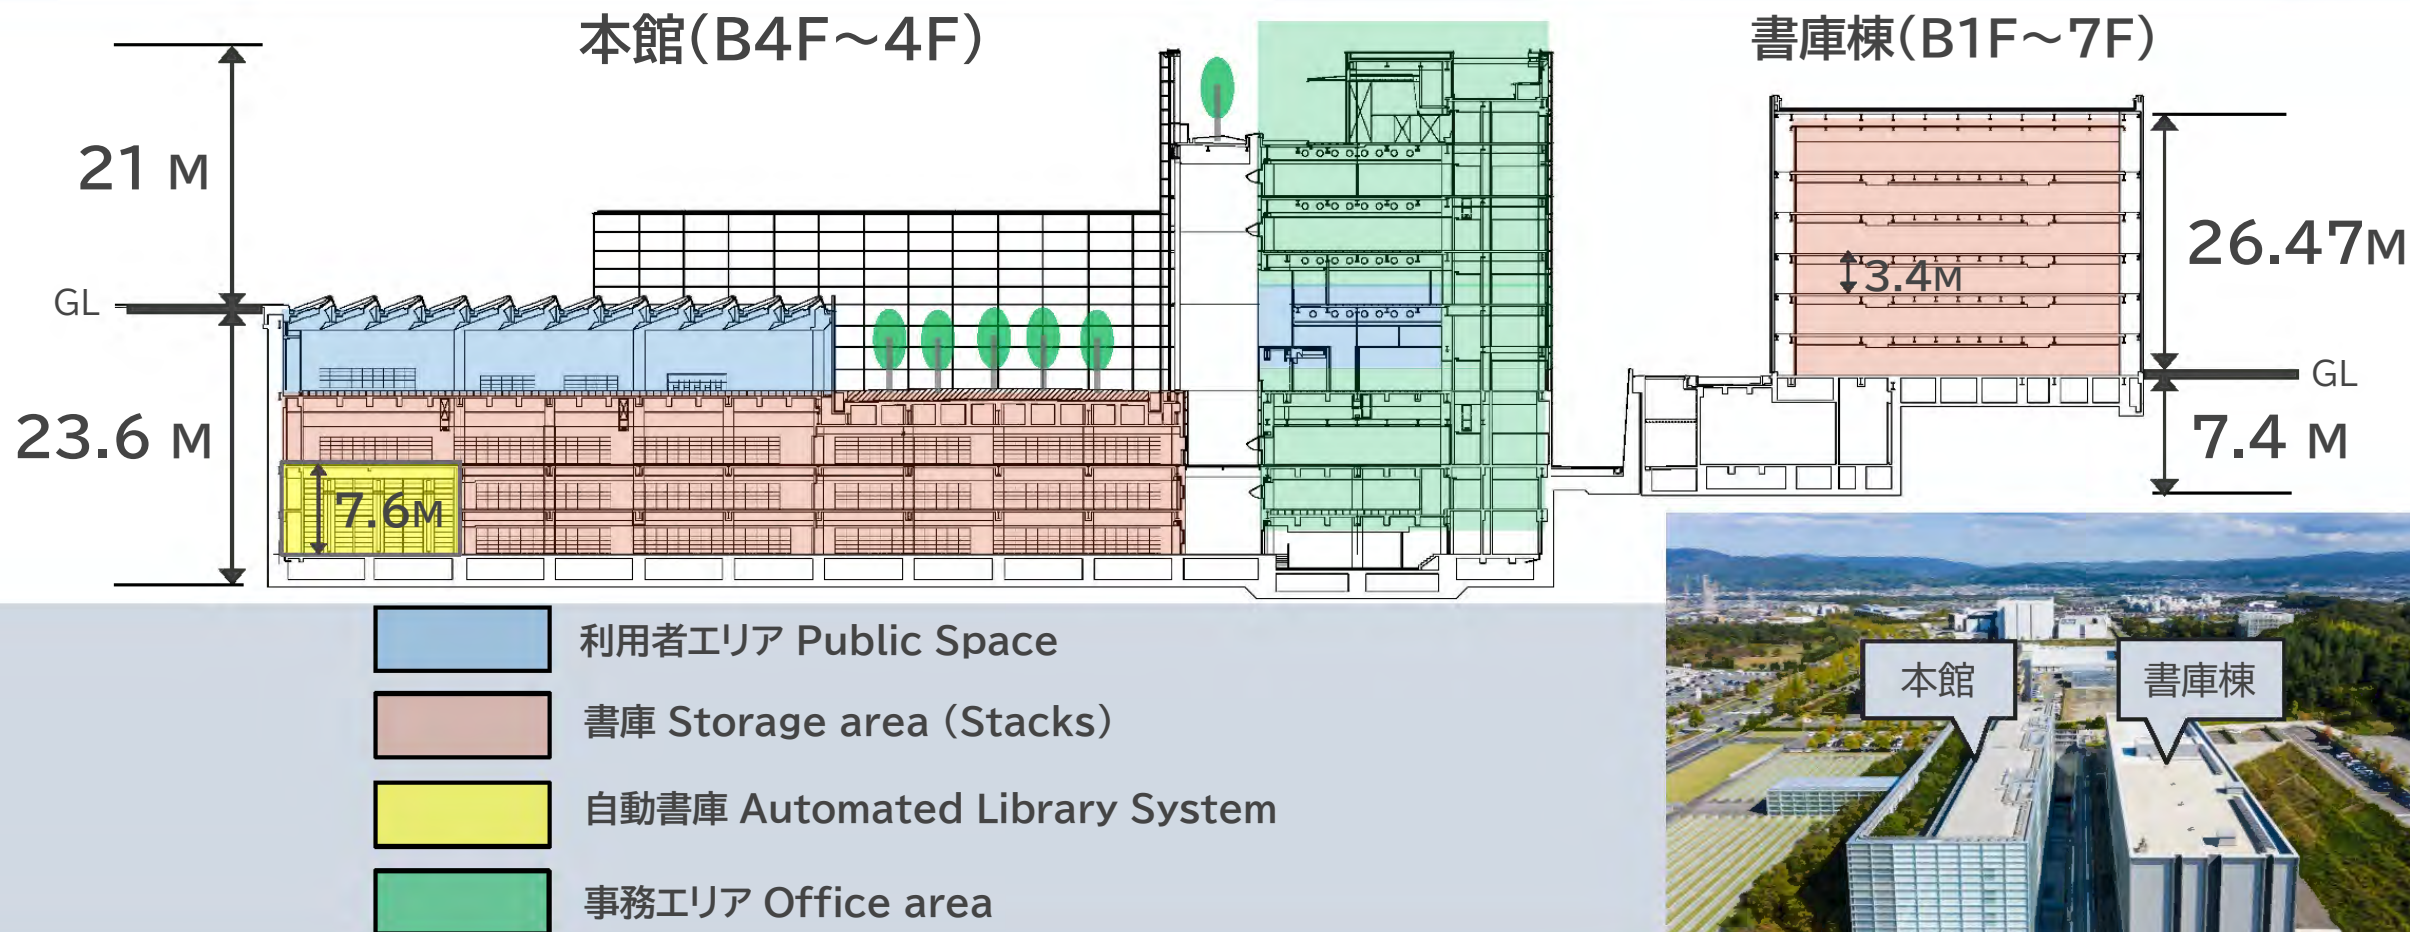 本館(B4F～4F)
書庫棟(B1F～7F)
21 M
GL
23.6 M
7.6M
3.4M
26.47M
GL
7.4 M
利用者エリア Public Space
書庫 Storage area (Stacks)
自動書庫 Automated Library System
事務エリア Office area
本館
書庫棟